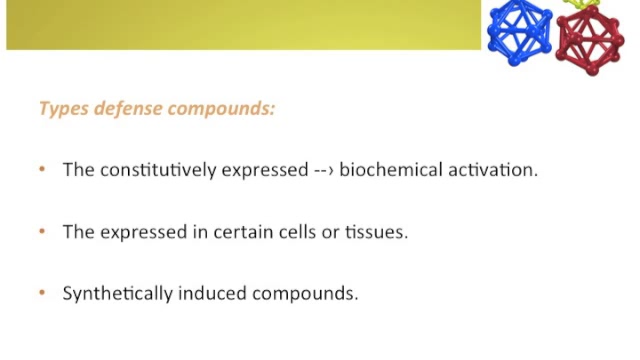 Types defense compounds:
• The constitutively expressed --› biochemical activation.
• The expressed in certain cells or tissues.
• Synthetically induced compounds.